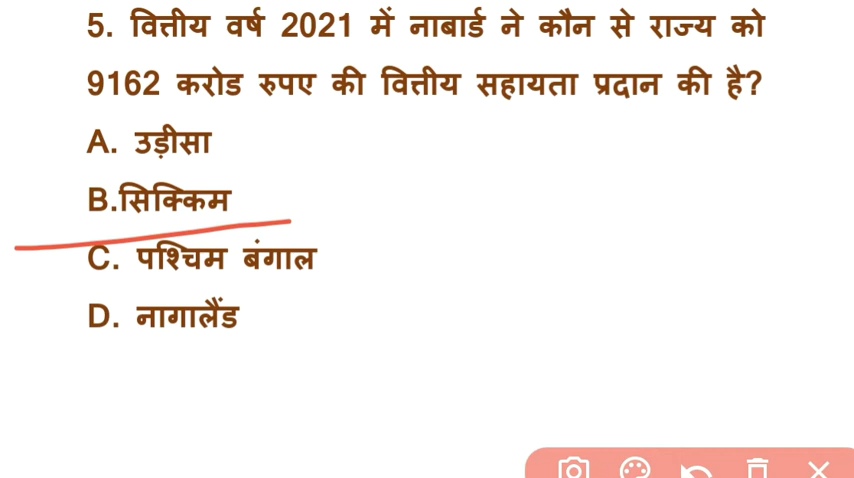 5. वित्तीय वर्ष 2021 में नाबार्ड ने कौन से राज्य को
9162 करोड रुपए की वित्तीय सहायता प्रदान की है?
A. उड़ीसा
B.सिक्किम
C. पश्चिम बंगाल
D. नागालैंड